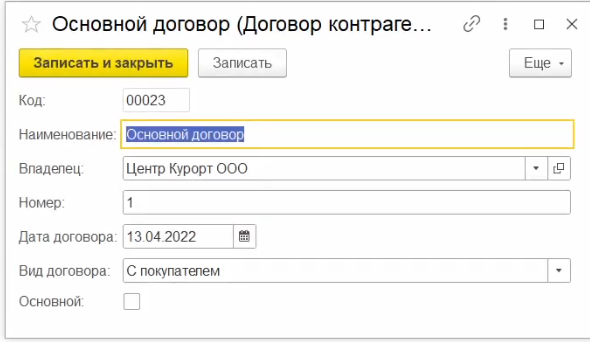 Основной договор (Договор контраге...
Записать и закрыть Записать Еще
Код: 00023
Наименование: Основной договор
Владелец: Центр Курорт ООО
Номер: 1
Дата договора: 13.04.2022
Вид договора: С покупателем
Основной: